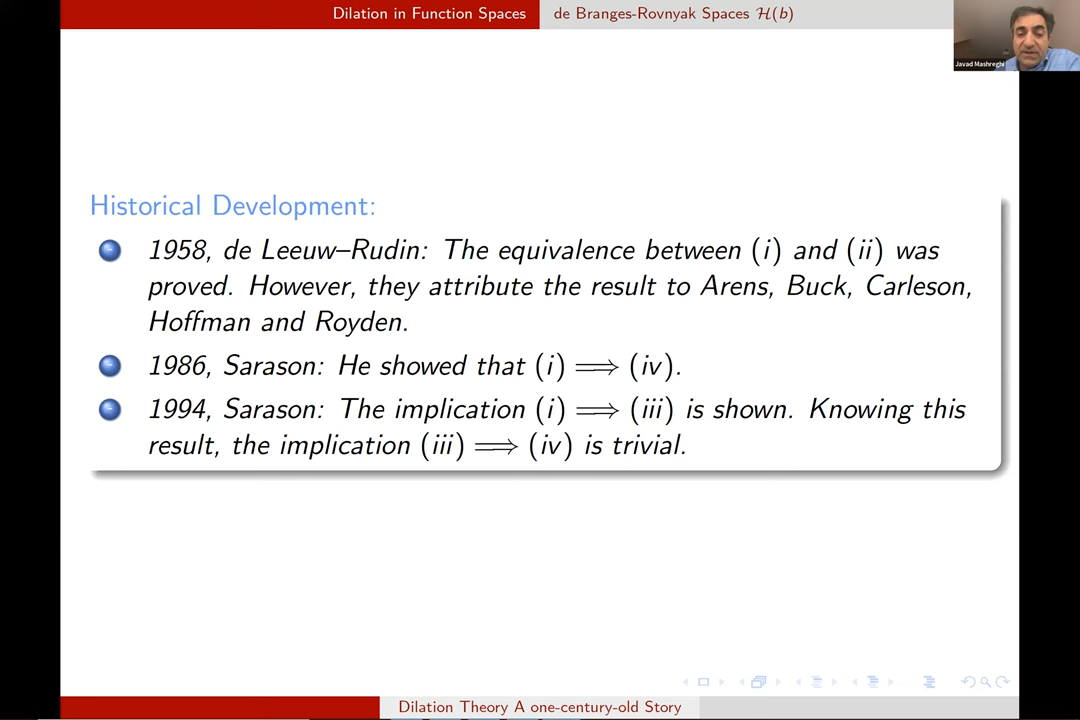 Dilation in Function Spaces
de Branges-Rovnyak Spaces ℋ(b)
Javad Mashreghi
Historical Development:
1958, de Leeuw–Rudin: The equivalence between (i) and (ii) was
proved. However, they attribute the result to Arens, Buck, Carleson,
Hoffman and Royden.
1986, Sarason: He showed that (i) ⟹ (iv).
1994, Sarason: The implication (i) ⟹ (iii) is shown. Knowing this
result, the implication (iii) ⟹ (iv) is trivial.
Dilation Theory A one-century-old Story